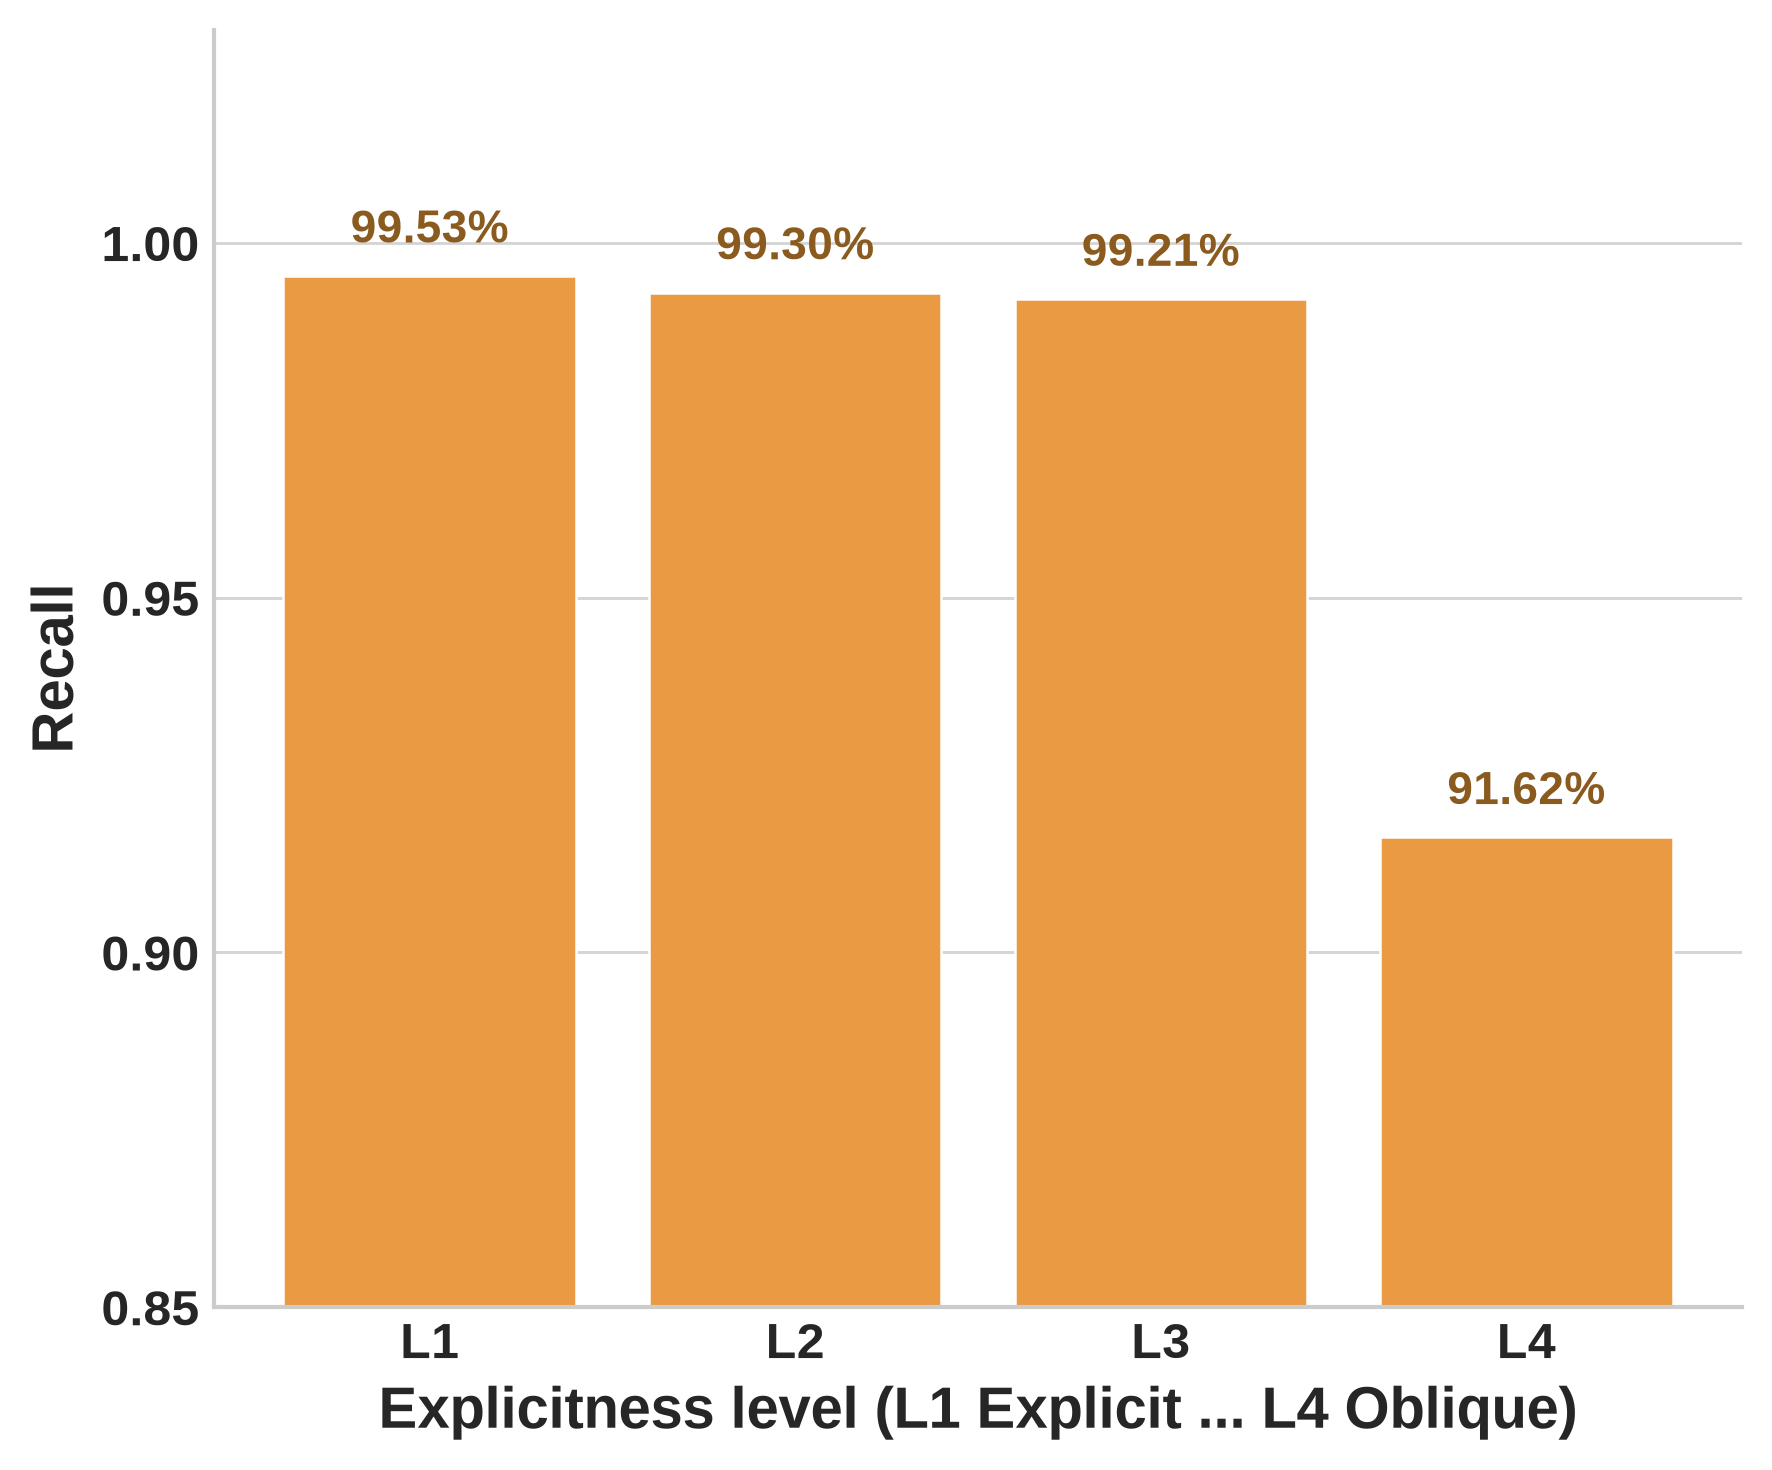 99.53%
99.30%
99.21%
91.62%
1.00
0.95
0.90
0.85
Recall
L1
L2
L3
L4
Explicitness level (L1 Explicit ... L4 Oblique)